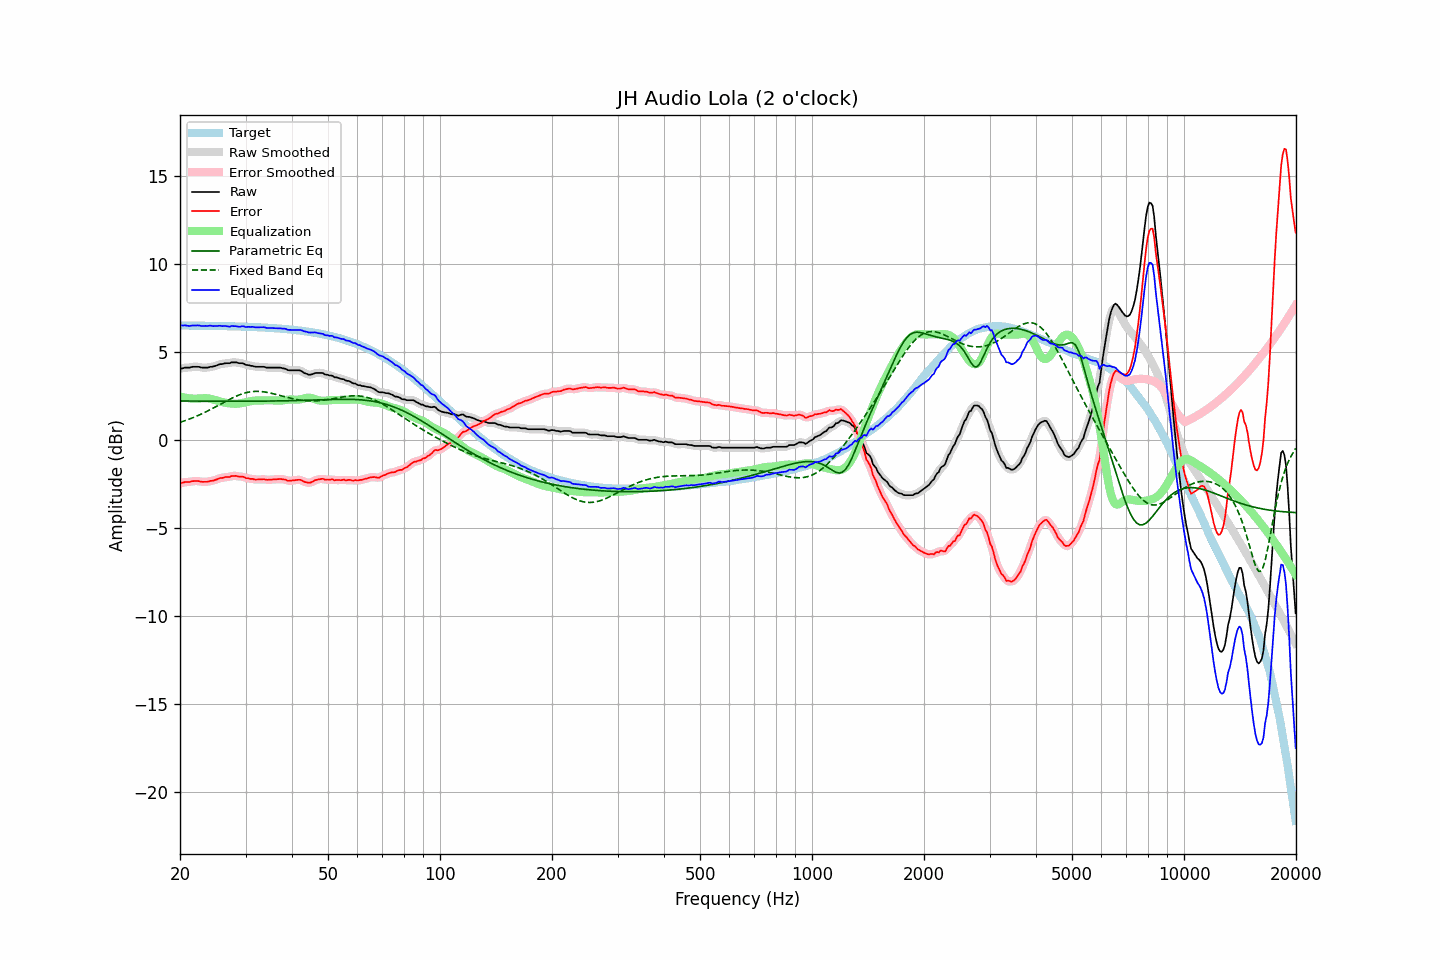 JH Audio Lola (2 o'clock)
Target
Raw Smoothed
Error Smoothed
Raw
Error
Equalization
Parametric Eq
Fixed Band Eq
Equalized
15
10
5
0
−5
−10
−15
−20
Amplitude (dBr)
20 50 100 200 500 1000 2000 5000 10000 20000
Frequency (Hz)